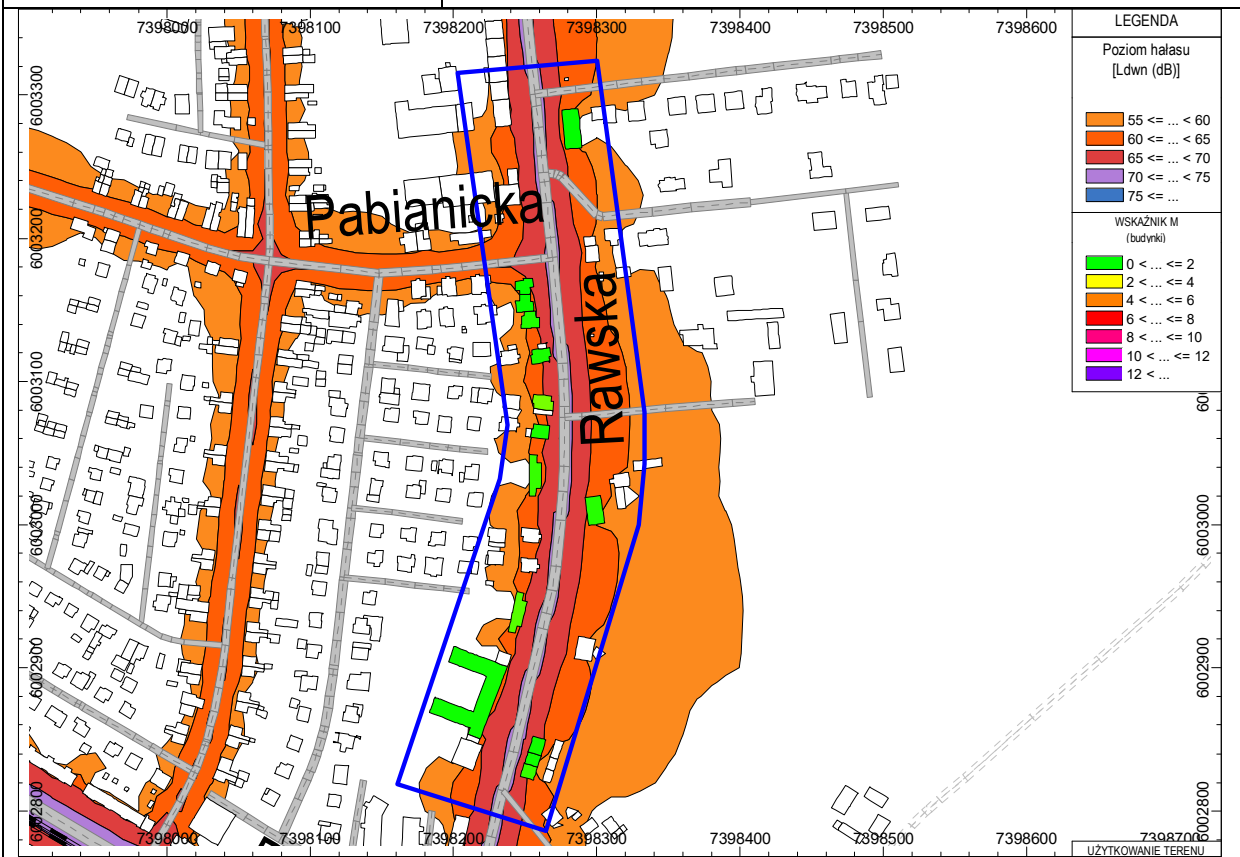 7398000
7398100
7398200
7398300
7398400
7398500
7398600
LEGENDA
Poziom hałasu
[Ldwn (dB)]
55 <= ... < 60
60 <= ... < 65
65 <= ... < 70
70 <= ... < 75
75 <= ...
WSKAŹNIK M
(budynki)
0 < ... <= 2
2 < ... <= 4
4 < ... <= 6
6 < ... <= 8
8 < ... <= 10
10 < ... <= 12
12 < ...
6003300
6003200
6003100
6003000
6002900
6002800
Pabianicka
Rawska
6003000
6002900
6002800
7398000
7398100
7398200
7398300
7398400
7398500
7398600
7398700
UŻYTKOWANIE TERENU